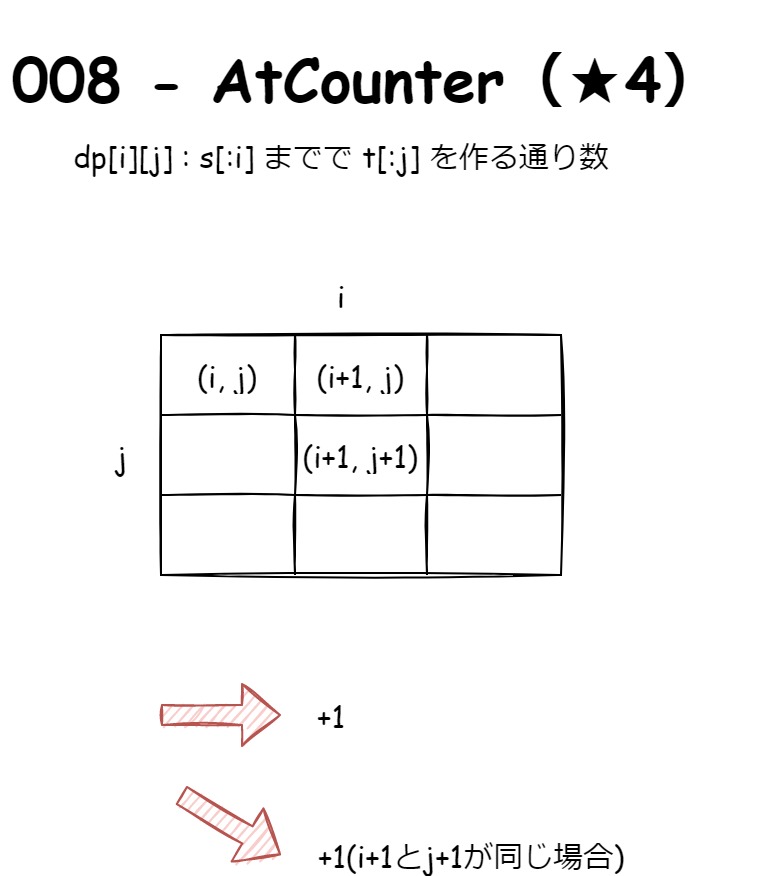 008 - AtCounter（★4）
dp[i][j] : s[:i] までで t[:j] を作る通り数
i
(i, j) (i+1, j)
j
(i+1, j+1)
+1
+1(i+1とj+1が同じ場合)